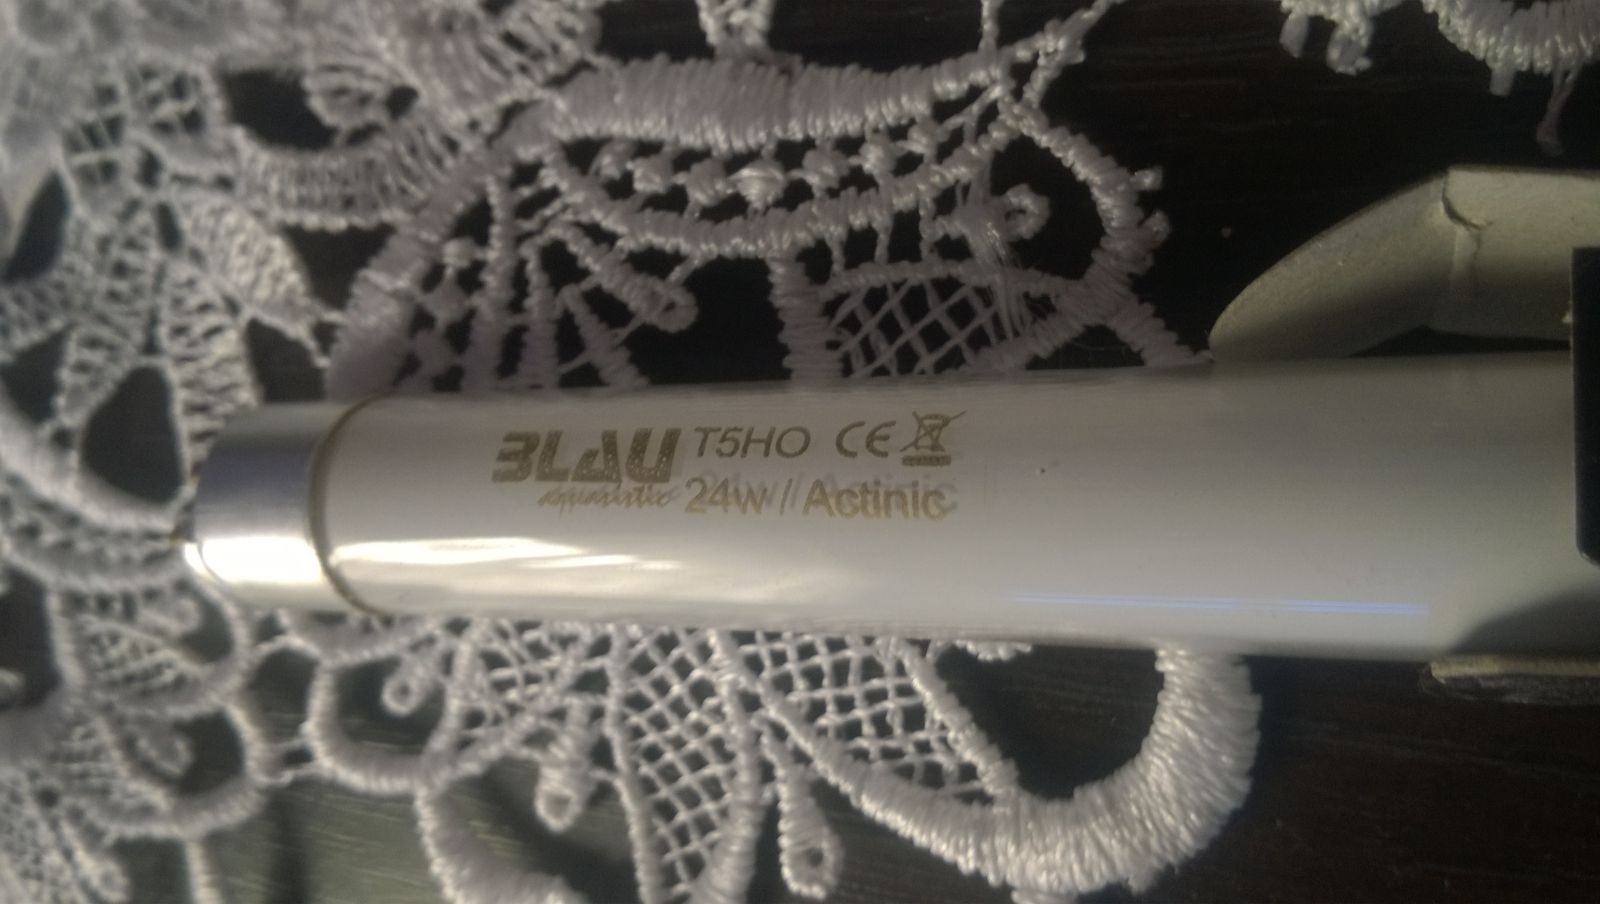 BLAU T5HO CE
aquaristic 24w / Actinic